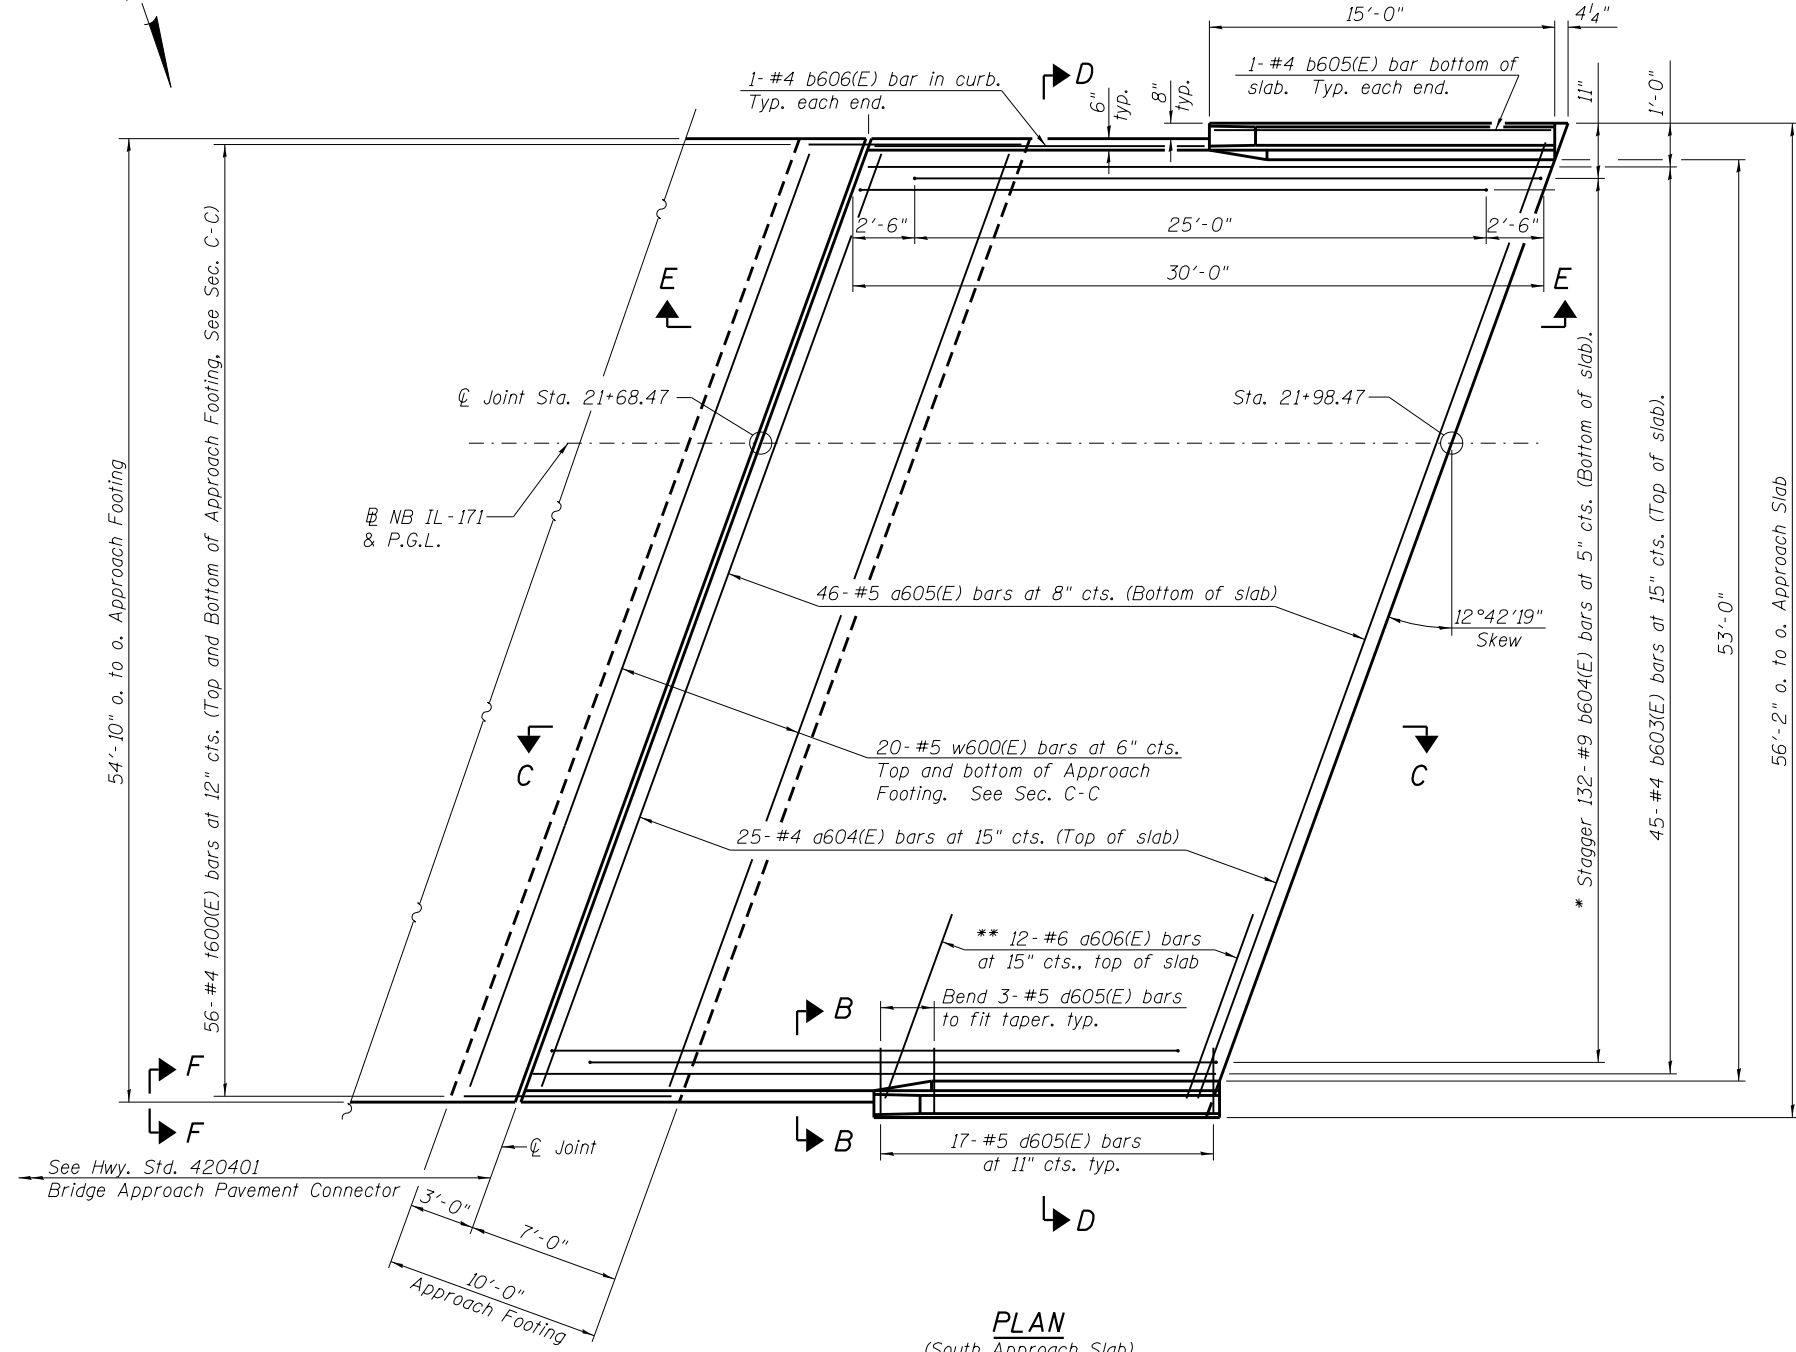 15'-0"
4 1/4"
1-#4 b606(E) bar in curb.
Typ. each end.
D
6"
typ.
8"
typ.
1-#4 b605(E) bar bottom of
slab. Typ. each end.
11"
1'-0"
2'-6"
25'-0"
2'-6"
30'-0"
E
E
℄ Joint Sta. 21+68.47
Sta. 21+98.47
54'-10" o. to o. Approach Footing
56-#4 t600(E) bars at 12" cts. (Top and Bottom of Approach Footing, See Sec. C-C)
* Stagger 132-#9 b604(E) bars at 5" cts. (Bottom of slab).
45-#4 b603(E) bars at 15" cts. (Top of slab).
53'-0"
56'-2" o. to o. Approach Slab
BL NB IL-171
& P.G.L.
46-#5 a605(E) bars at 8" cts. (Bottom of slab)
12°42'19"
Skew
20-#5 w600(E) bars at 6" cts.
Top and bottom of Approach
Footing. See Sec. C-C
C
C
25-#4 a604(E) bars at 15" cts. (Top of slab)
** 12-#6 a606(E) bars
at 15" cts., top of slab
Bend 3-#5 d605(E) bars
to fit taper. typ.
B
B
F
F
℄ Joint
17-#5 d605(E) bars
at 11" cts. typ.
See Hwy. Std. 420401
Bridge Approach Pavement Connector
3'-0"
7'-0"
10'-0"
Approach Footing
D
PLAN
(South Approach Slab)